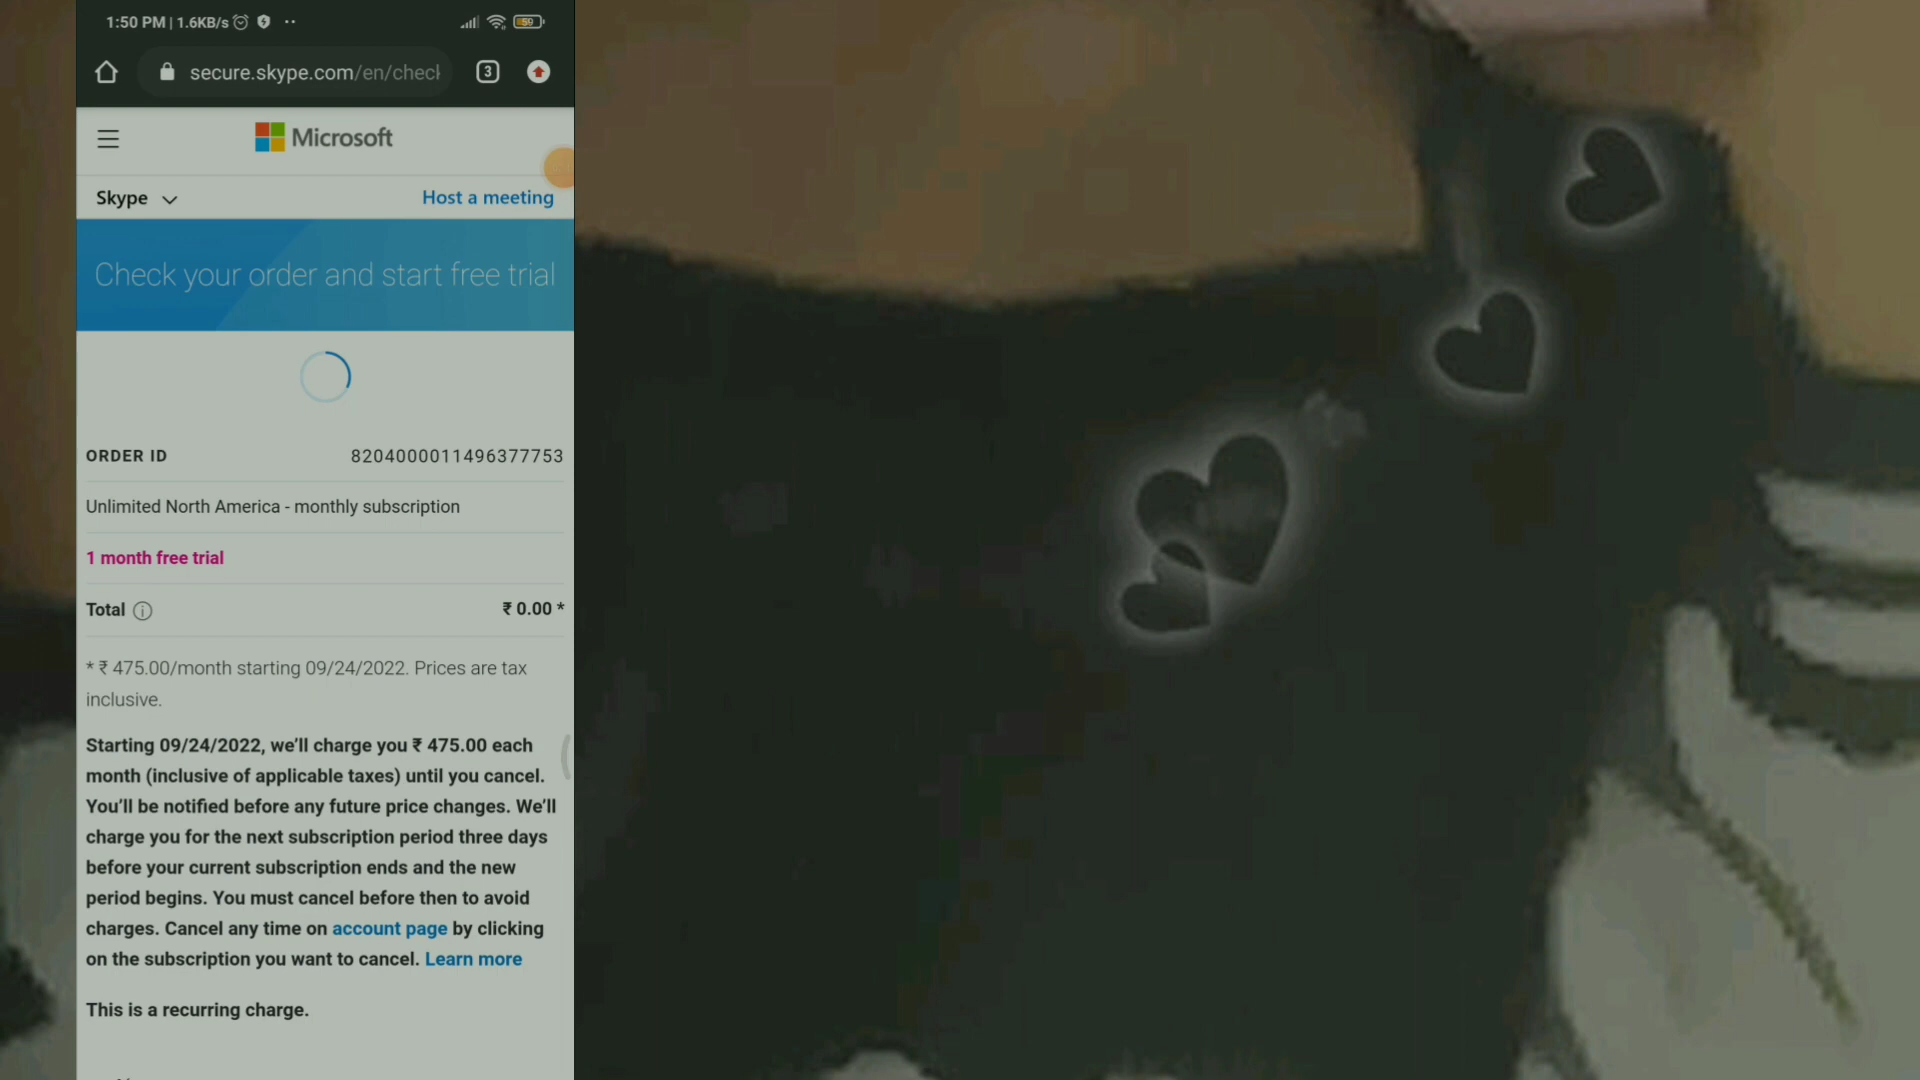 1:50 PM | 1.6KB/s
59
secure.skype.com/en/check
3
Microsoft
Skype
Host a meeting
Check your order and start free trial
ORDER ID 8204000011496377753
Unlimited North America - monthly subscription
1 month free trial
Total ₹ 0.00 *
* ₹ 475.00/month starting 09/24/2022. Prices are tax
inclusive.
Starting 09/24/2022, we’ll charge you ₹ 475.00 each
month (inclusive of applicable taxes) until you cancel.
You’ll be notified before any future price changes. We’ll
charge you for the next subscription period three days
before your current subscription ends and the new
period begins. You must cancel before then to avoid
charges. Cancel any time on account page by clicking
on the subscription you want to cancel. Learn more
This is a recurring charge.